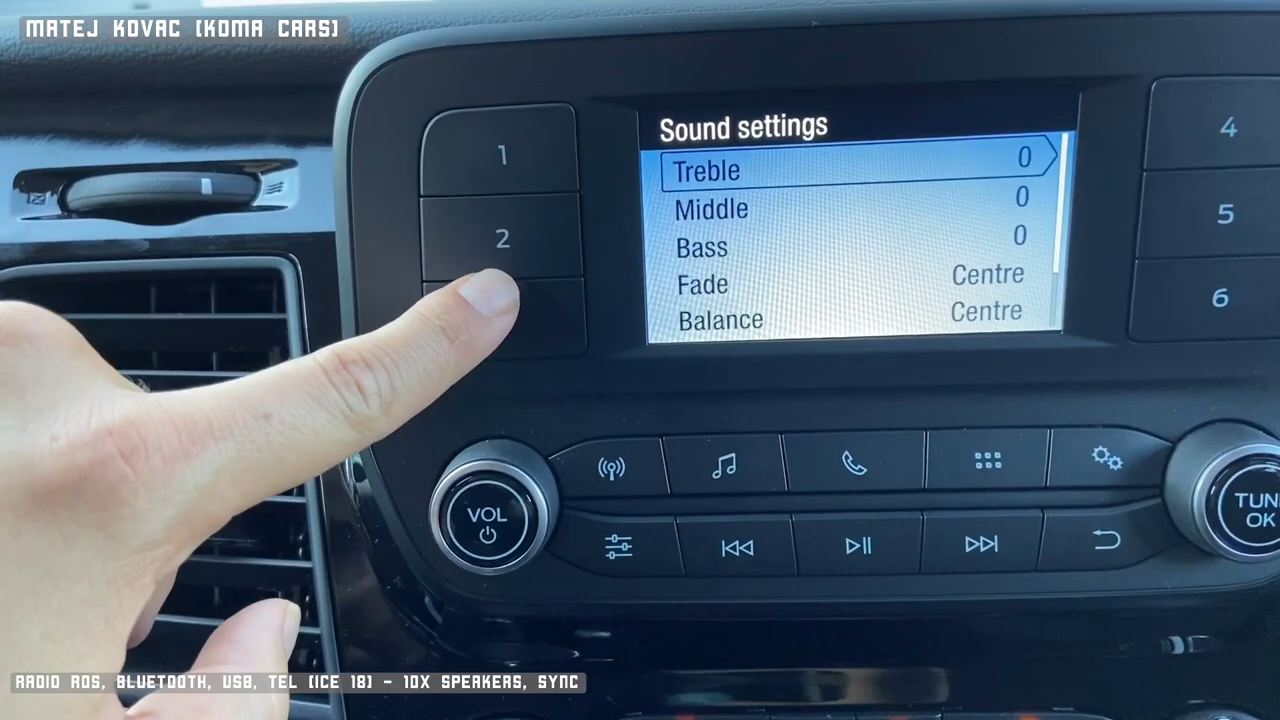 MATEJ KOVAC [KOMA CARS]
1
2
4
5
6
Sound settings
Treble 0
Middle 0
Bass 0
Fade Centre
Balance Centre
VOL
TUN
OK
RADIO RDS, BLUETOOTH, USB, TEL [ICE 18] - 10X SPEAKERS, SYNC